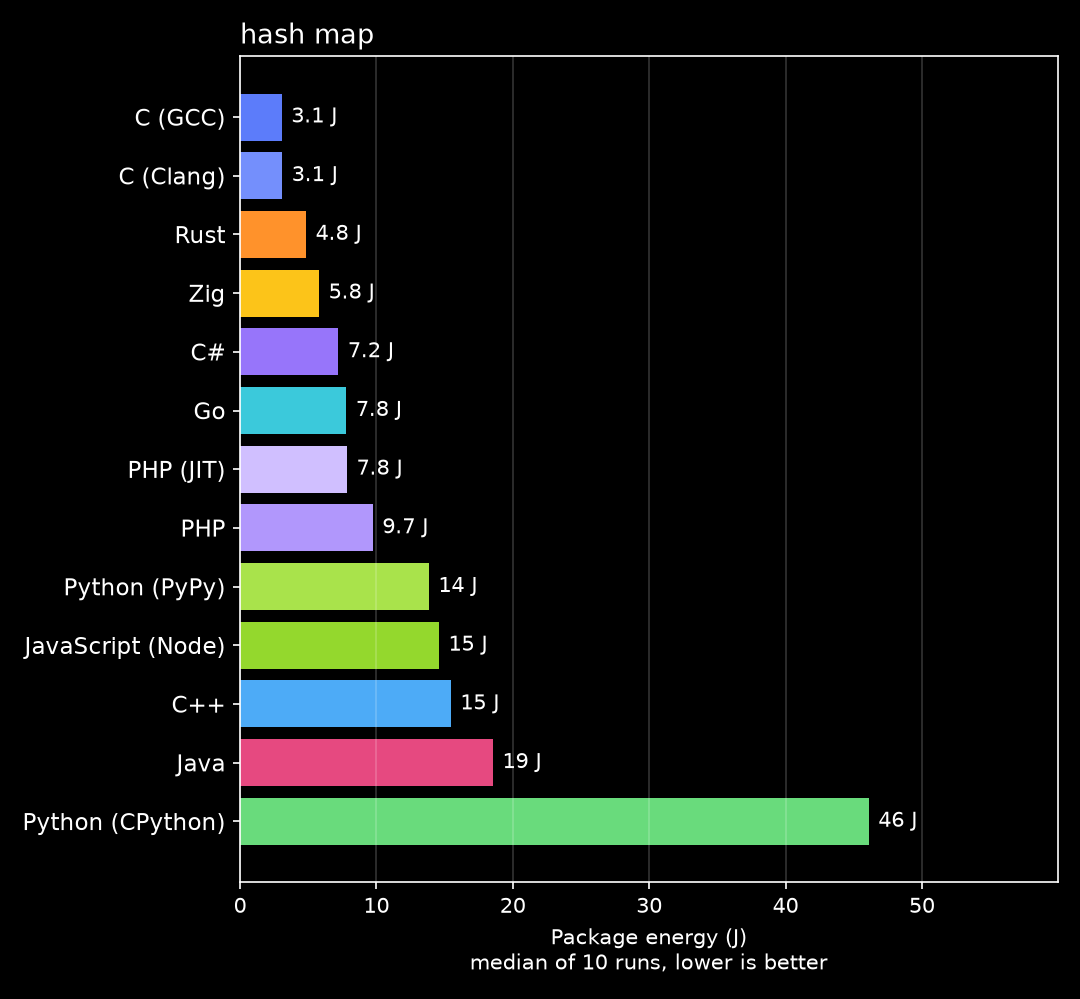 hash map
C (GCC) 3.1 J
C (Clang) 3.1 J
Rust 4.8 J
Zig 5.8 J
C# 7.2 J
Go 7.8 J
PHP (JIT) 7.8 J
PHP 9.7 J
Python (PyPy) 14 J
JavaScript (Node) 15 J
C++ 15 J
Java 19 J
Python (CPython) 46 J
0 10 20 30 40 50
Package energy (J)
median of 10 runs, lower is better